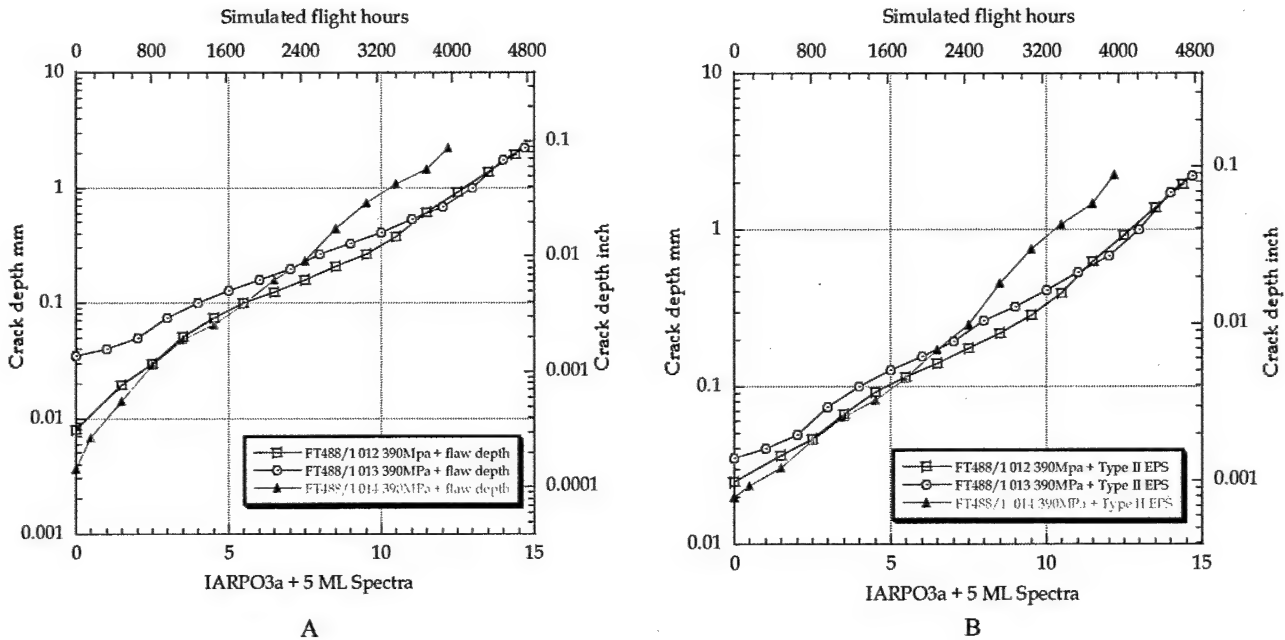 Simulated flight hours
0 800 1600 2400 3200 4000 4800
10
1
0.1
0.01
0.001
Crack depth mm
0.1
0.01
0.001
0.0001
Crack depth inch
FT488/1 012 390Mpa + flaw depth
FT488/1 013 390MPa + flaw depth
FT488/1 014 390MPa + flaw depth
0 5 10 15
IARPO3a + 5 ML Spectra
A
Simulated flight hours
0 800 1600 2400 3200 4000 4800
10
1
0.1
0.01
Crack depth mm
0.1
0.01
0.001
Crack depth inch
FT488/1 012 390Mpa + Type II EPS
FT488/1 013 390MPa + Type II EPS
FT488/1 014 390MPa + Type II EPS
0 5 10 15
IARPO3a + 5 ML Spectra
B